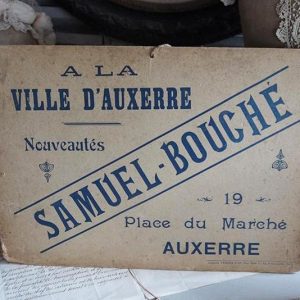 A LA
VILLE D'AUXERRE
Nouveautés
SAMUEL-BOUCHÉ
19
Place du Marché
AUXERRE